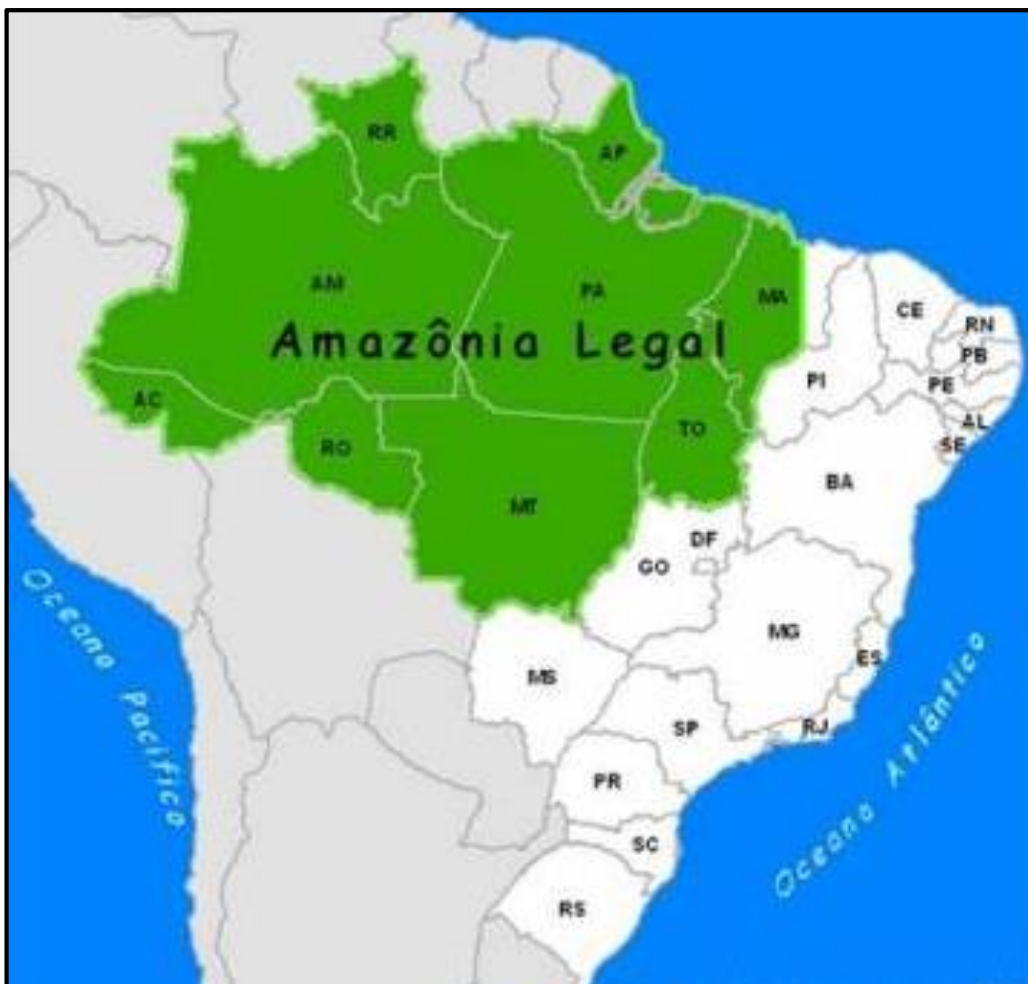 RR
AP
AM
PA
MA
Amazônia Legal
CE
RN
PB
PI
PE
AC
AL
TO
SE
RO
BA
MT
DF
GO
MG
ES
MS
SP
RJ
PR
SC
RS
Oceano Pacífico
Oceano Atlântico